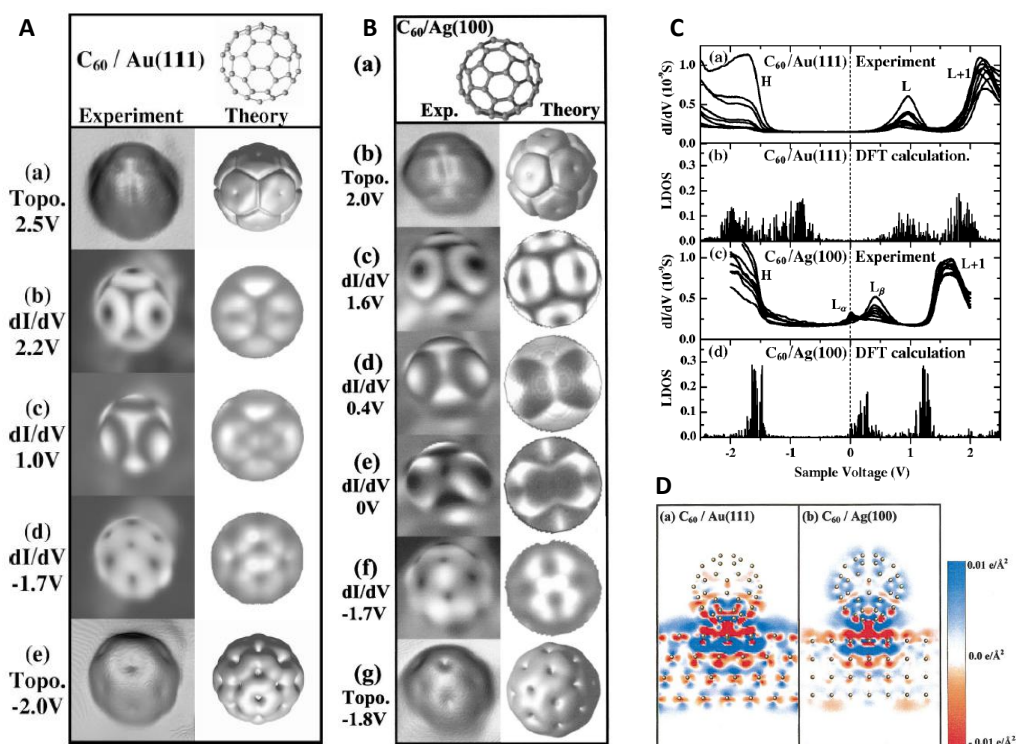 A
C60 / Au(111)
Experiment Theory
(a)
Topo.
2.5V
(b)
dI/dV
2.2V
(c)
dI/dV
1.0V
(d)
dI/dV
-1.7V
(e)
Topo.
-2.0V
B
C60/Ag(100)
(a)
Exp. Theory
(b)
Topo.
2.0V
(c)
dI/dV
1.6V
(d)
dI/dV
0.4V
(e)
dI/dV
0V
(f)
dI/dV
-1.7V
(g)
Topo.
-1.8V
C
(a) C60/Au(111) Experiment
H L L+1
dI/dV (10⁻⁹S)
1.0
0.5
0.0
(b) C60/Au(111) DFT calculation.
LDOS
0.3
0.2
0.1
0.0
(c) C60/Ag(100) Experiment
H Lα Lβ L+1
dI/dV (10⁻⁹S)
1.0
0.5
0.0
(d) C60/Ag(100) DFT calculation
LDOS
0.3
0.2
0.1
0.0
-2 -1 0 1 2
Sample Voltage (V)
D
(a) C60 / Au(111) (b) C60 / Ag(100)
0.01 e/Å²
0.0 e/Å²
- 0.01 e/Å²